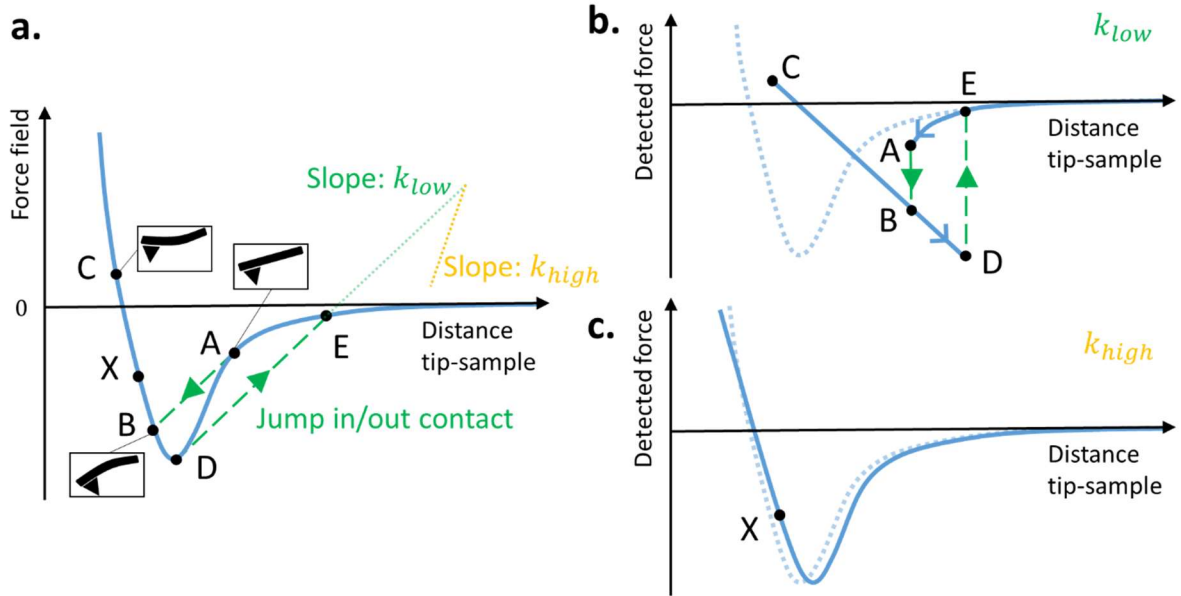 a.
Force field
Slope: k_low
Slope: k_high
C
0
A
E
Distance
tip-sample
X
B
Jump in/out contact
D
b.
Detected force
k_low
C
E
Distance
tip-sample
A
B
D
c.
Detected force
k_high
Distance
tip-sample
X